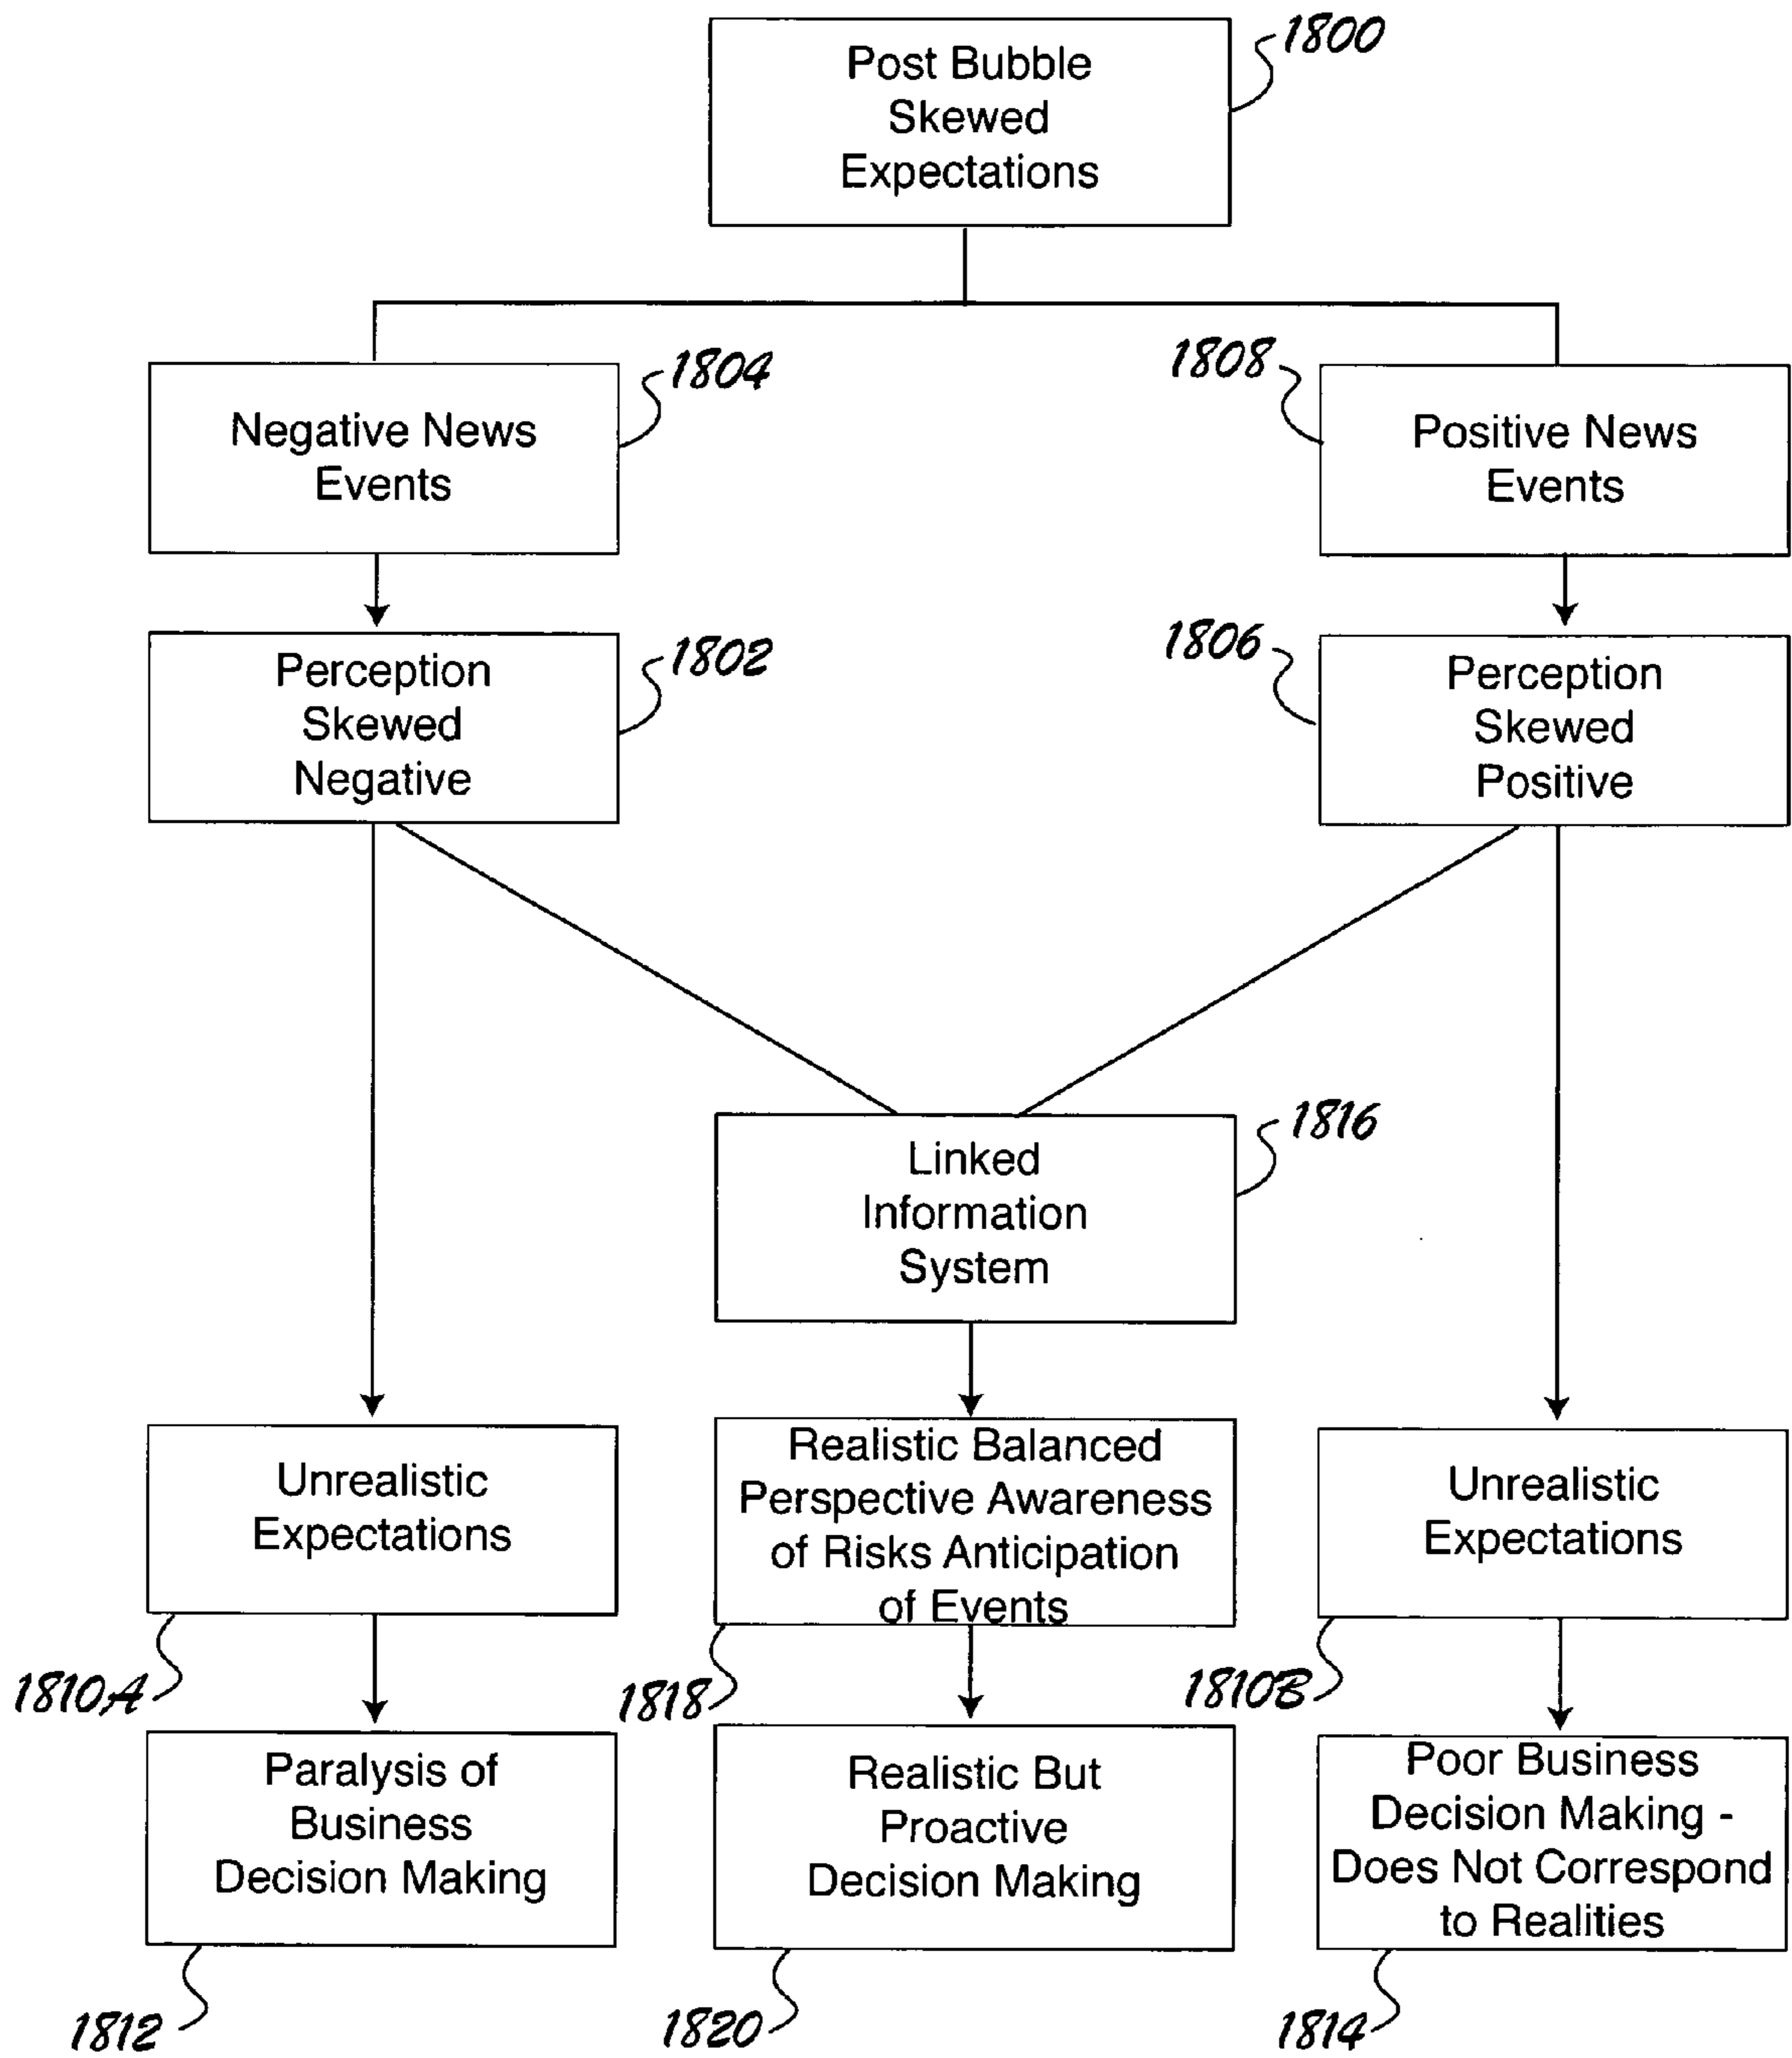 Post Bubble
Skewed
Expectations
1800
Negative News
Events
1804
1808
Positive News
Events
Perception
Skewed
Negative
1802
1806
Perception
Skewed
Positive
Linked
Information
System
1816
Unrealistic
Expectations
1810A
Realistic Balanced
Perspective Awareness
of Risks Anticipation
of Events
1818
Unrealistic
Expectations
1810B
Paralysis of
Business
Decision Making
1812
Realistic But
Proactive
Decision Making
1820
Poor Business
Decision Making -
Does Not Correspond
to Realities
1814